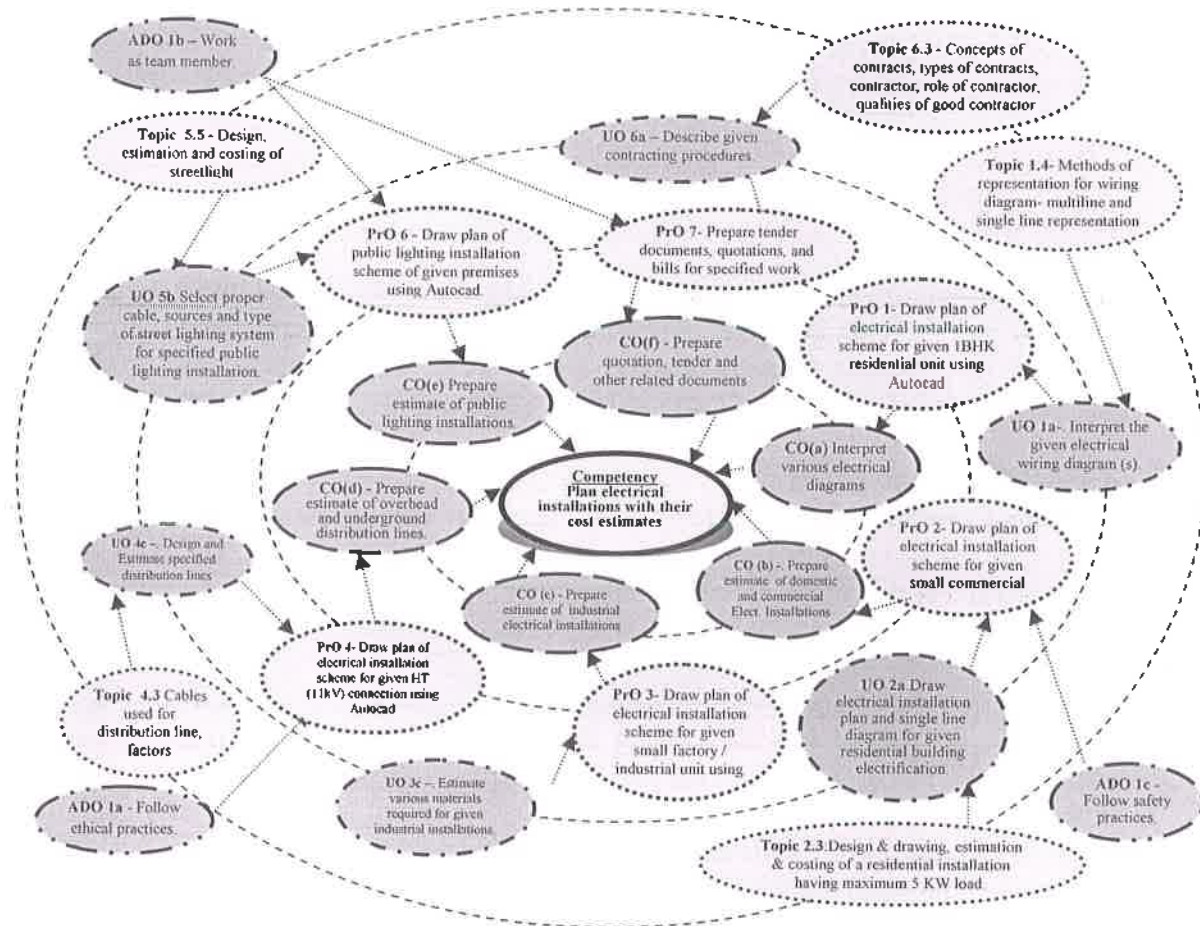 ADO 1b – Work
as team member.
Topic 6.3 - Concepts of
contracts, types of contracts,
contractor, role of contractor,
qualities of good contractor
Topic 5.5 - Design,
estimation and costing of
streetlight
UO 6a – Describe given
contracting procedures.
Topic 1.4- Methods of
representation for wiring
diagram- multiline and
single line representation
PrO 6 - Draw plan of
public lighting installation
scheme of given premises
using Autocad.
PrO 7- Prepare tender
documents, quotations, and
bills for specified work
UO 5b Select proper
cable, sources and type
of street lighting system
for specified public
lighting installation.
PrO 1- Draw plan of
electrical installation
scheme for given 1BHK
residential unit using
Autocad
CO(f) - Prepare
quotation, tender and
other related documents
CO(e) Prepare
estimate of public
lighting installations.
UO 1a-. Interpret the
given electrical
wiring diagram (s).
CO(a) Interpret
various electrical
diagrams
Competency
Plan electrical
installations with their
cost estimates
CO(d) - Prepare
estimate of overhead
and underground
distribution lines.
PrO 2- Draw plan of
electrical installation
scheme for given
small commercial
UO 4c –. Design and
Estimate specified
distribution lines
CO (b) -. Prepare
estimate of domestic
and commercial
Elect. Installations
CO (c) - Prepare
estimate of industrial
electrical installations
PrO 4- Draw plan of
electrical installation
scheme for given HT
(11kV) connection using
Autocad
Topic 4.3 Cables
used for
distribution line,
factors
PrO 3- Draw plan of
electrical installation
scheme for given
small factory /
industrial unit using
UO 2a Draw
electrical installation
plan and single line
diagram for given
residential building
electrification
UO 3c –. Estimate
various materials
required for given
industrial installations.
ADO 1a - Follow
ethical practices.
ADO 1c -
Follow safety
practices.
Topic 2.3.Design & drawing, estimation
& costing of a residential installation
having maximum 5 KW load